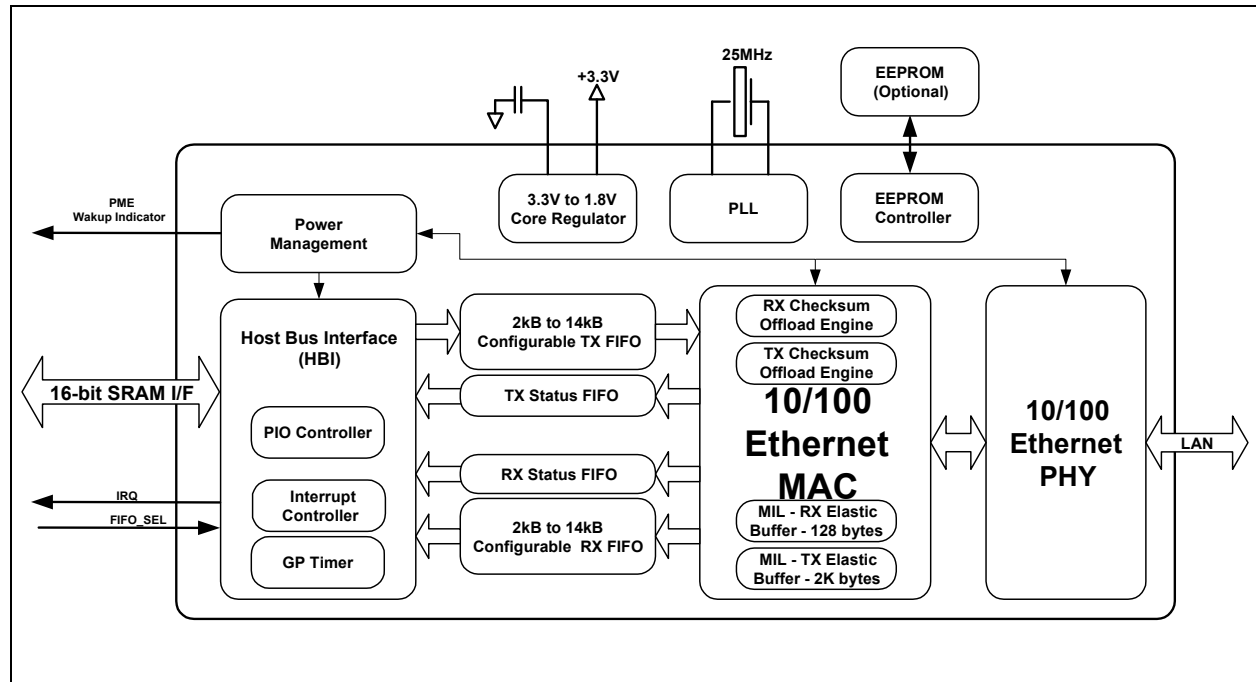 25MHz
+3.3V
EEPROM
(Optional)
3.3V to 1.8V
Core Regulator
PLL
EEPROM
Controller
PME
Wakup Indicator
Power
Management
Host Bus Interface
(HBI)
2kB to 14kB
Configurable TX FIFO
RX Checksum
Offload Engine
TX Checksum
Offload Engine
16-bit SRAM I/F
TX Status FIFO
10/100
Ethernet
MAC
10/100
Ethernet
PHY
LAN
PIO Controller
RX Status FIFO
IRQ
FIFO_SEL
Interrupt
Controller
GP Timer
2kB to 14kB
Configurable RX FIFO
MIL - RX Elastic
Buffer - 128 bytes
MIL - TX Elastic
Buffer - 2K bytes